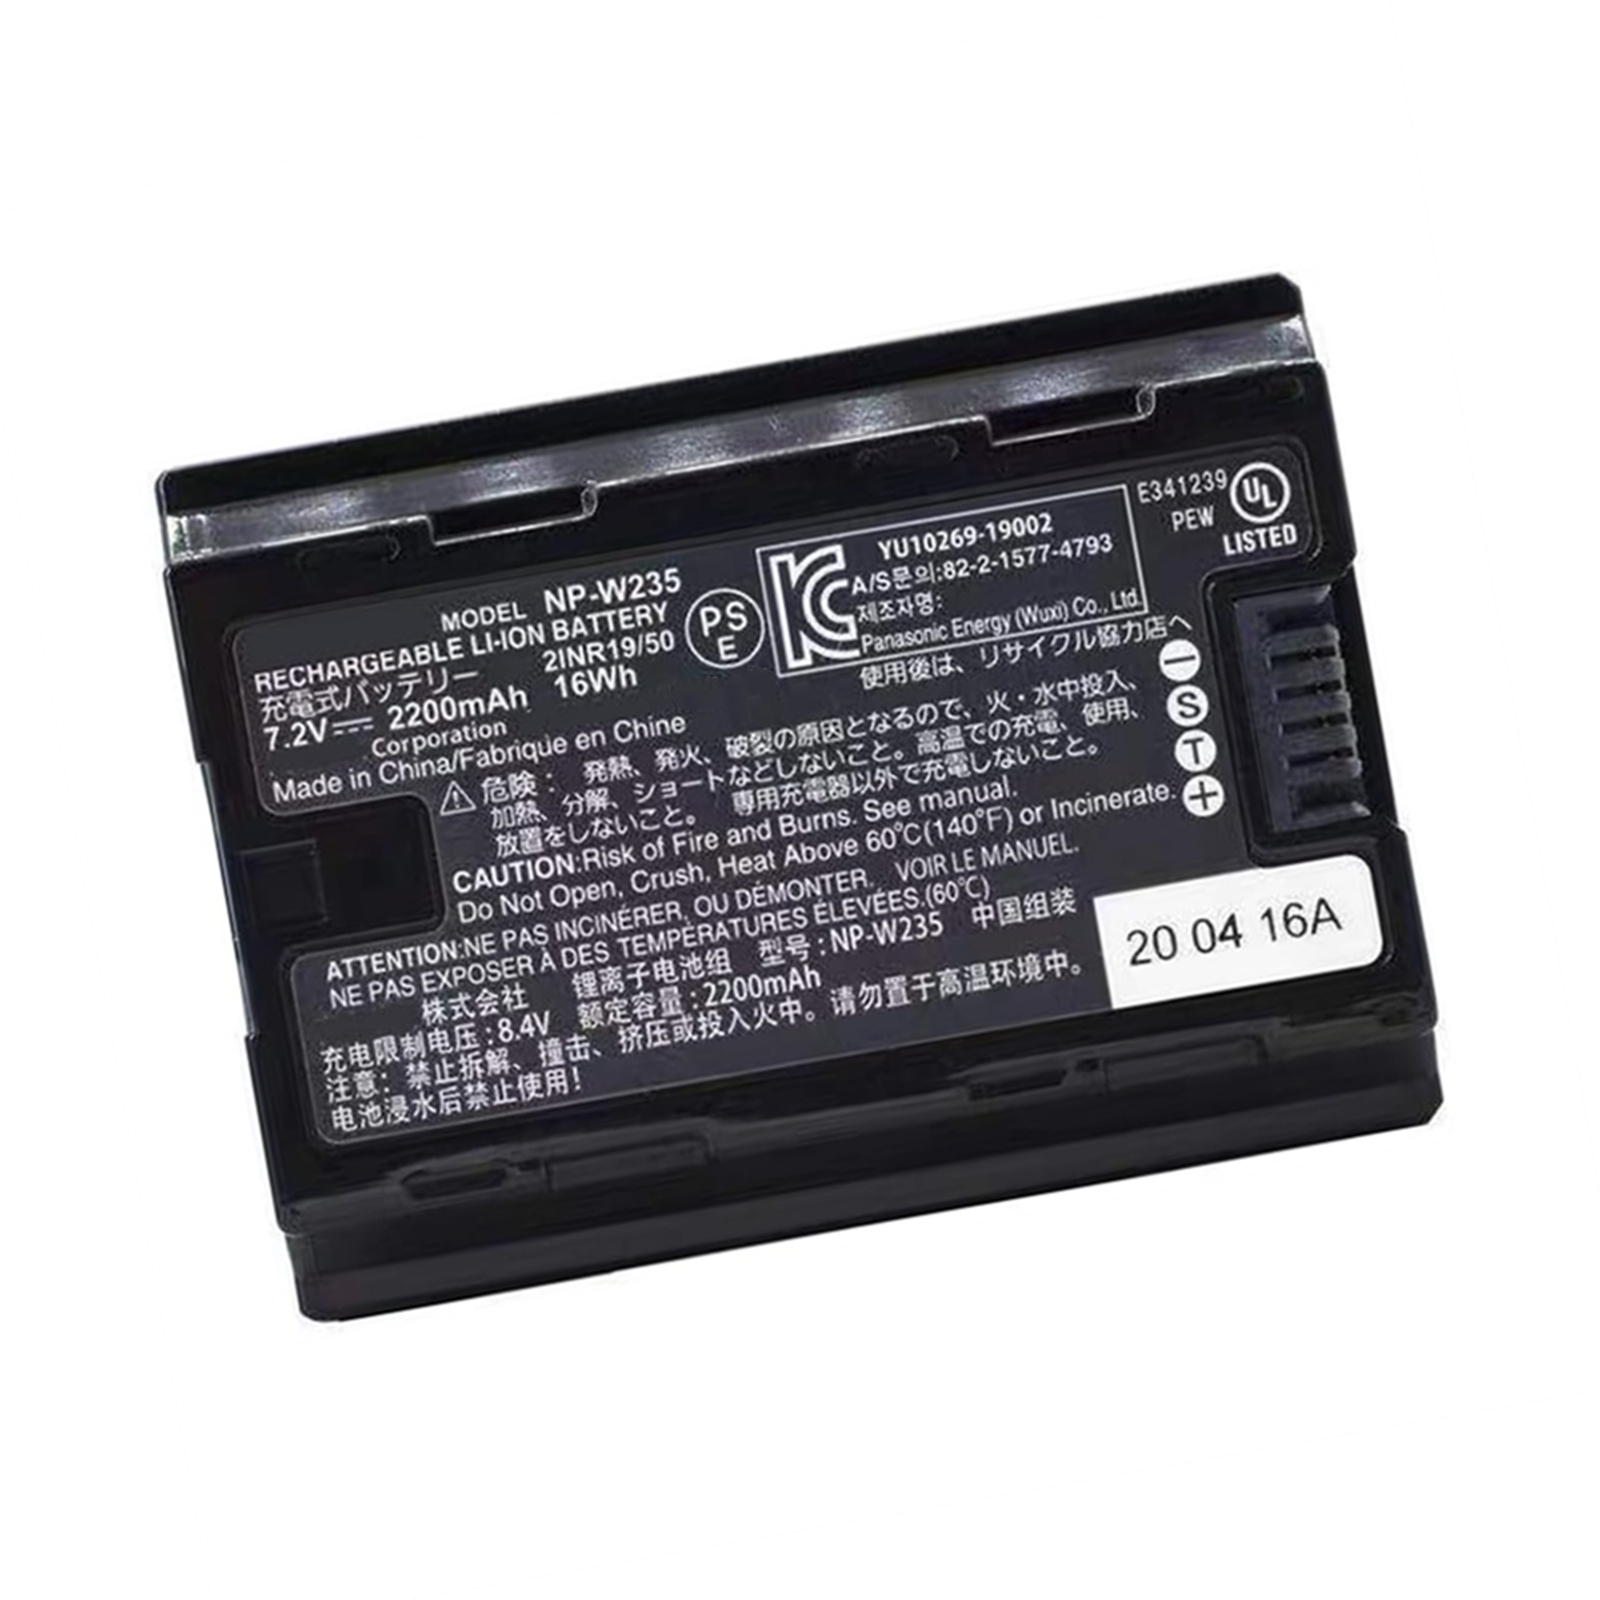 MODEL NP-W235
RECHARGEABLE LI-ION BATTERY
充電式バッテリー 2INR19/50
7.2V⎓ 2200mAh 16Wh
Corporation
Made in China/Fabrique en Chine
PS
E
YU10269-19002
A/S문의:82-2-1577-4793
제조자명:
Panasonic Energy (Wuxi) Co., Ltd.
使用後は、リサイクル協力店へ
E341239
PEW
UL
LISTED
−
S
T
+
⚠ 危険: 発熱、発火、破裂の原因となるので、火・水中投入、
加熱、分解、ショートなどしないこと。高温での充電、使用、
放置をしないこと。 専用充電器以外で充電しないこと。
CAUTION:Risk of Fire and Burns. See manual.
Do Not Open, Crush, Heat Above 60℃(140°F) or Incinerate.
ATTENTION:NE PAS INCINÉRER, OU DÉMONTER. VOIR LE MANUEL.
NE PAS EXPOSER À DES TEMPÉRATURES ÉLEVÉES.(60℃)
株式会社 锂离子电池组 型号:NP-W235 中国组装
充电限制电压:8.4V 额定容量:2200mAh
注意: 禁止拆解、撞击、挤压或投入火中。请勿置于高温环境中。
电池浸水后禁止使用!
20 04 16A